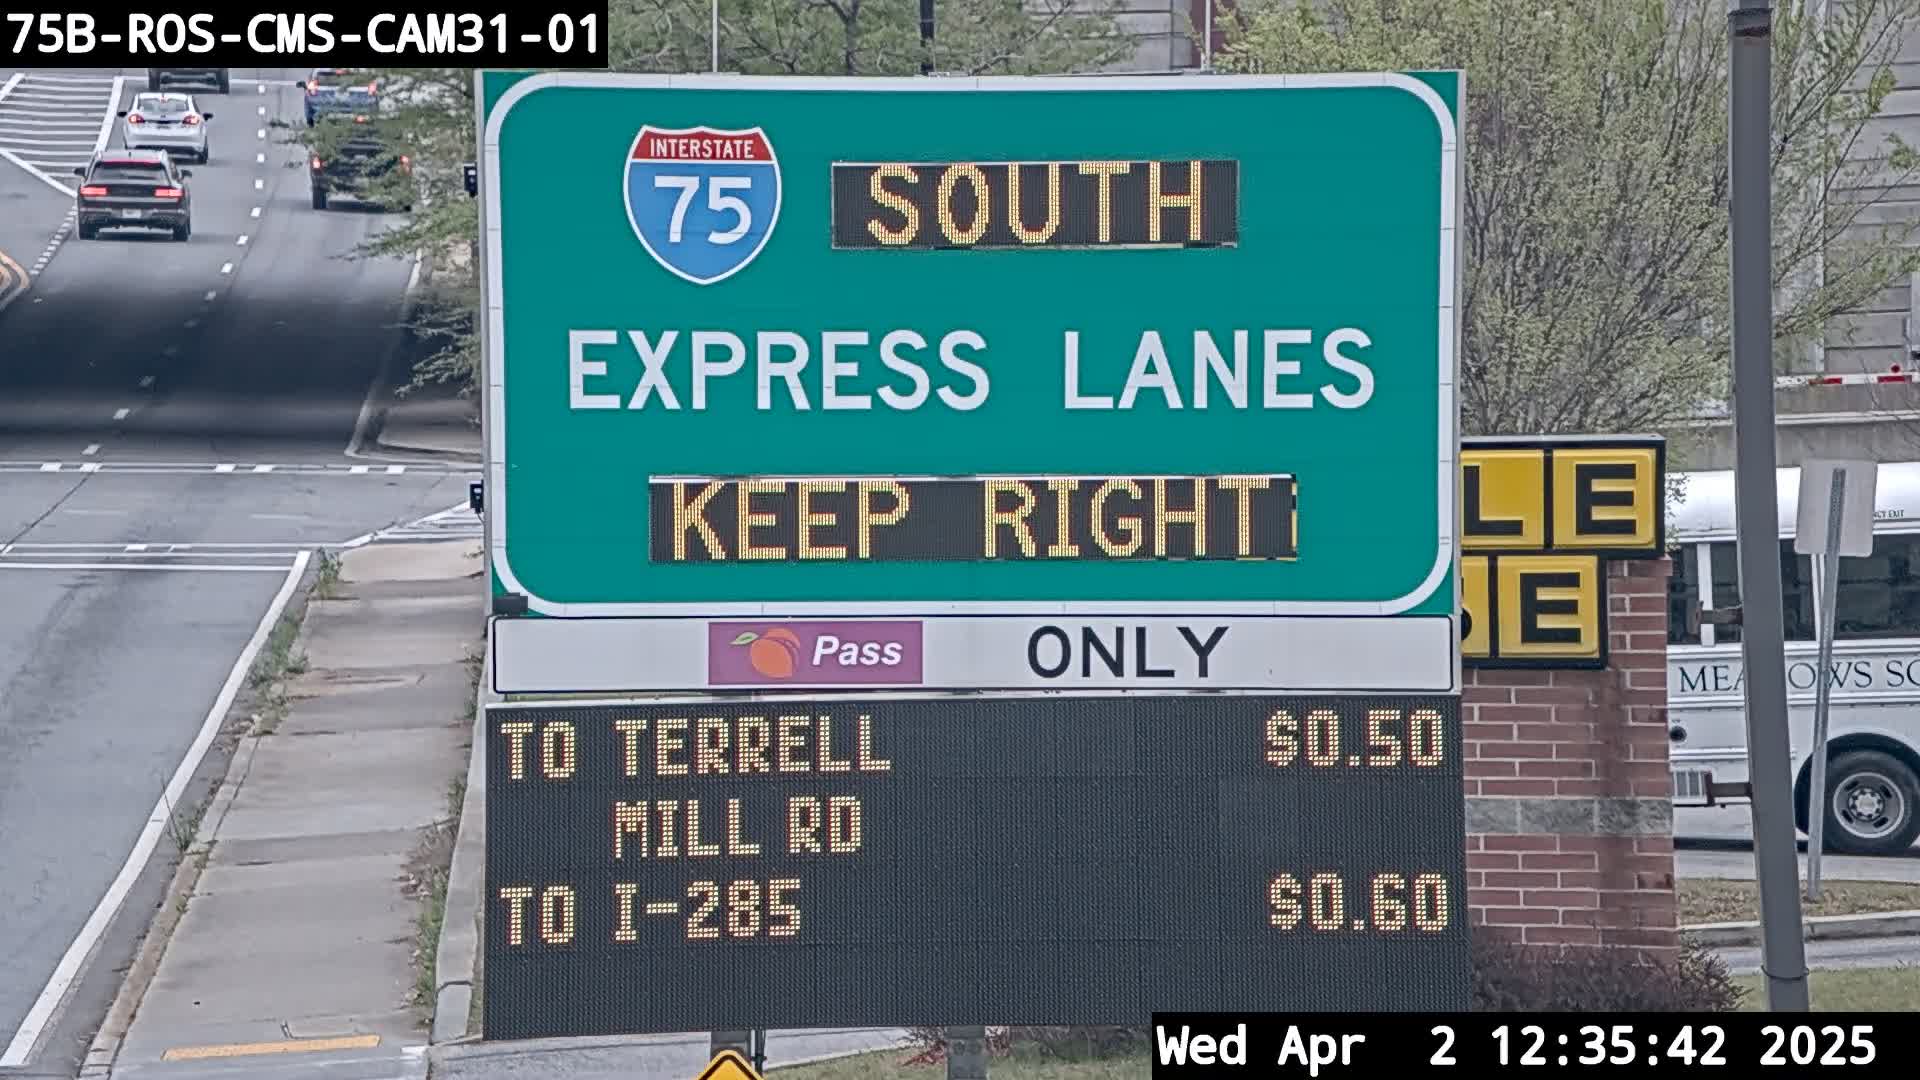 75B-ROS-CMS-CAM31-01
INTERSTATE
75
SOUTH
EXPRESS LANES
KEEP RIGHT
Pass ONLY
TO TERRELL $0.50
MILL RD
TO I-285 $0.60
LE
E
Wed Apr 2 12:35:42 2025